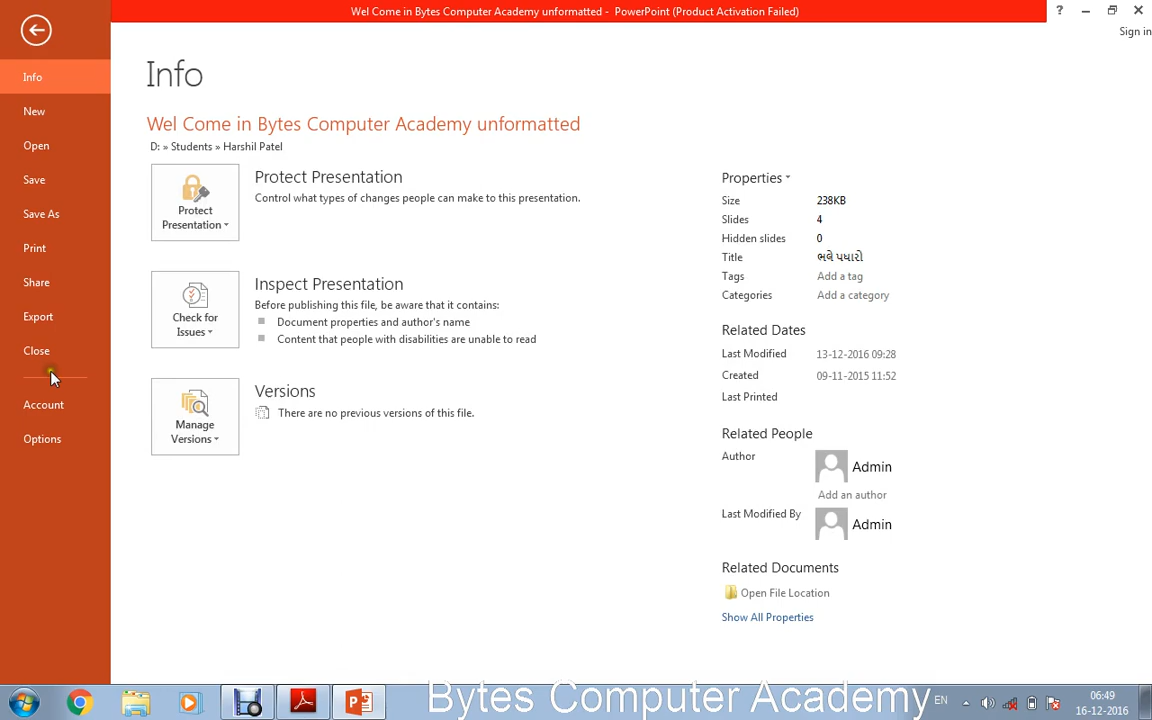 Wel Come in Bytes Computer Academy unformatted - PowerPoint (Product Activation Failed)
?
Sign in
Info
New
Open
Save
Save As
Print
Share
Export
Close
Account
Options
Info
Wel Come in Bytes Computer Academy unformatted
D: » Students » Harshil Patel
Protect
Presentation
Protect Presentation
Control what types of changes people can make to this presentation.
Check for
Issues
Inspect Presentation
Before publishing this file, be aware that it contains:
Document properties and author's name
Content that people with disabilities are unable to read
Manage
Versions
Versions
There are no previous versions of this file.
Properties
Size 238KB
Slides 4
Hidden slides 0
Title ભલે પધારો
Tags Add a tag
Categories Add a category
Related Dates
Last Modified 13-12-2016 09:28
Created 09-11-2015 11:52
Last Printed
Related People
Author Admin
Add an author
Last Modified By Admin
Related Documents
Open File Location
Show All Properties
Bytes Computer Academy
EN
06:49
16-12-2016